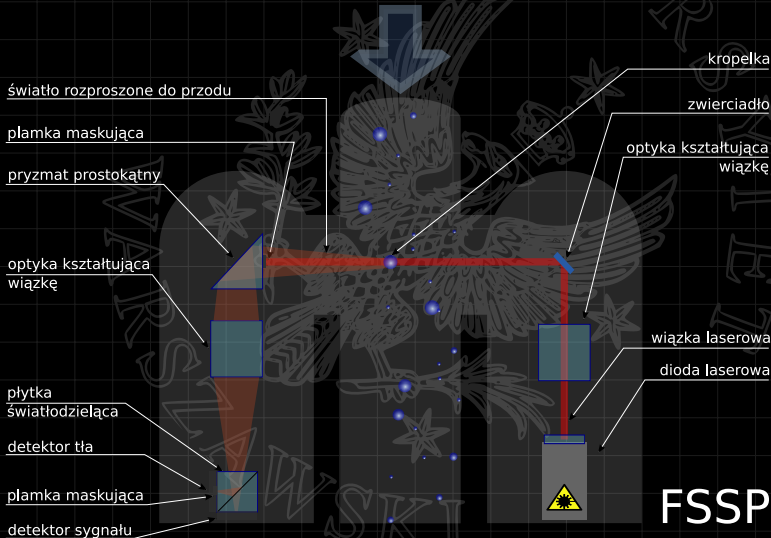 światło rozproszone do przodu
plamka maskująca
pryzmat prostokątny
optyka kształtująca
wiązkę
płytka
światłodzieląca
detektor tła
plamka maskująca
detektor sygnału
kropelka
zwierciadło
optyka kształtująca
wiązkę
wiązka laserowa
dioda laserowa
FSSP
WARSZAWSKI